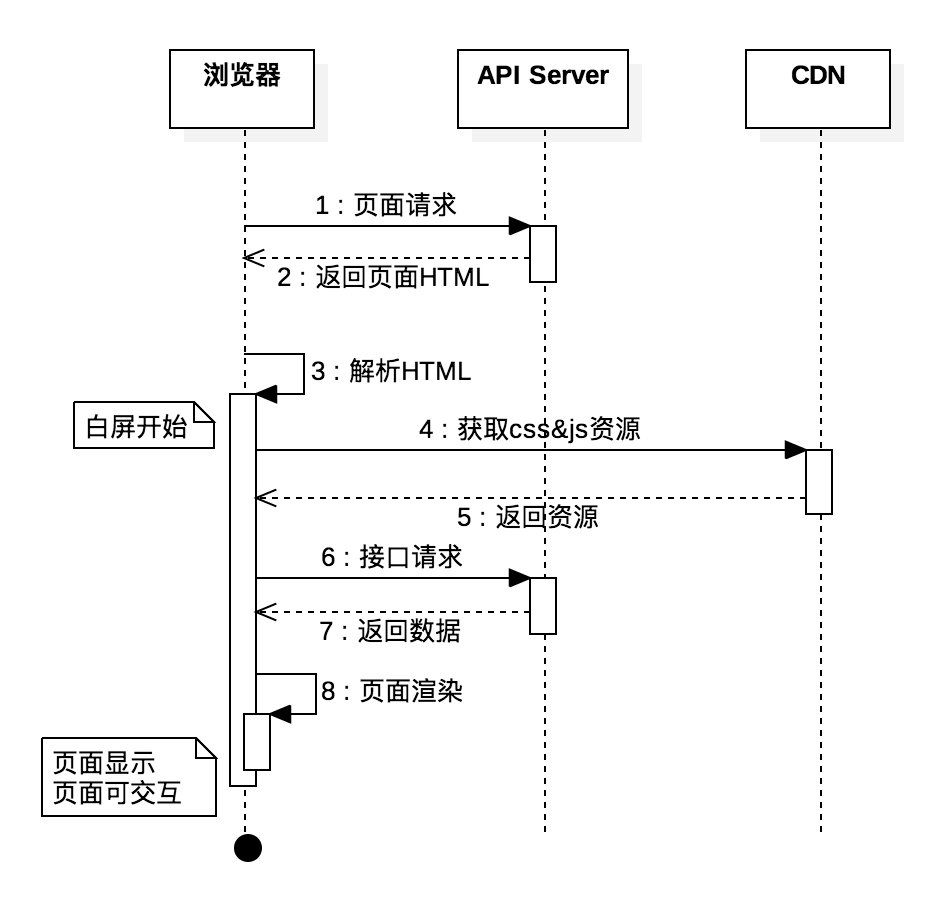 浏览器
API Server
CDN
1 : 页面请求
2 : 返回页面HTML
3 : 解析HTML
白屏开始
4 : 获取css&js资源
5 : 返回资源
6 : 接口请求
7 : 返回数据
8 : 页面渲染
页面显示
页面可交互